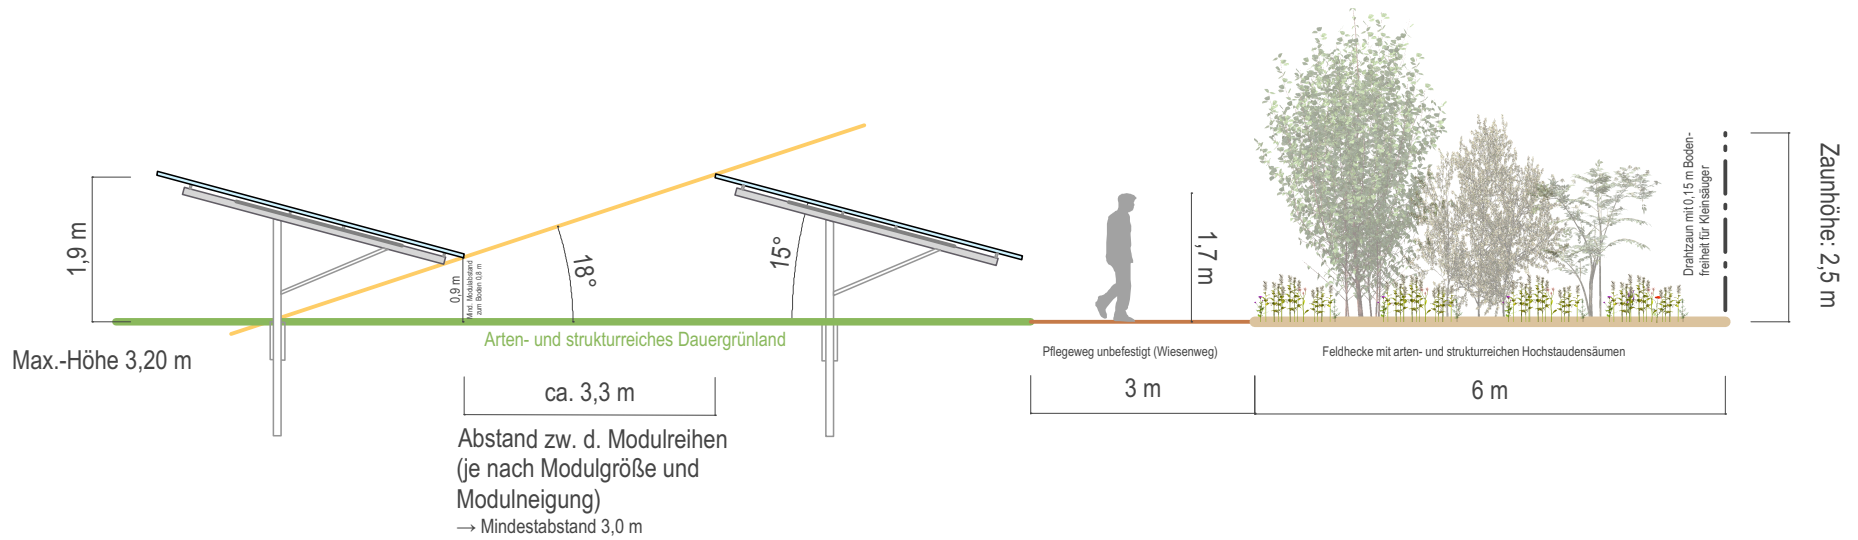 1,9 m
Max.-Höhe 3,20 m
0,9 m
Mind. Modulabstand
zum Boden 0,8 m
18°
15°
Arten- und strukturreiches Dauergrünland
ca. 3,3 m
Abstand zw. d. Modulreihen
(je nach Modulgröße und
Modulneigung)
→ Mindestabstand 3,0 m
1,7 m
Pflegeweg unbefestigt (Wiesenweg)
3 m
Feldhecke mit arten- und strukturreichen Hochstaudensäumen
6 m
Drahtzaun mit 0,15 m Boden-
freiheit für Kleinsäuger
Zaunhöhe: 2,5 m